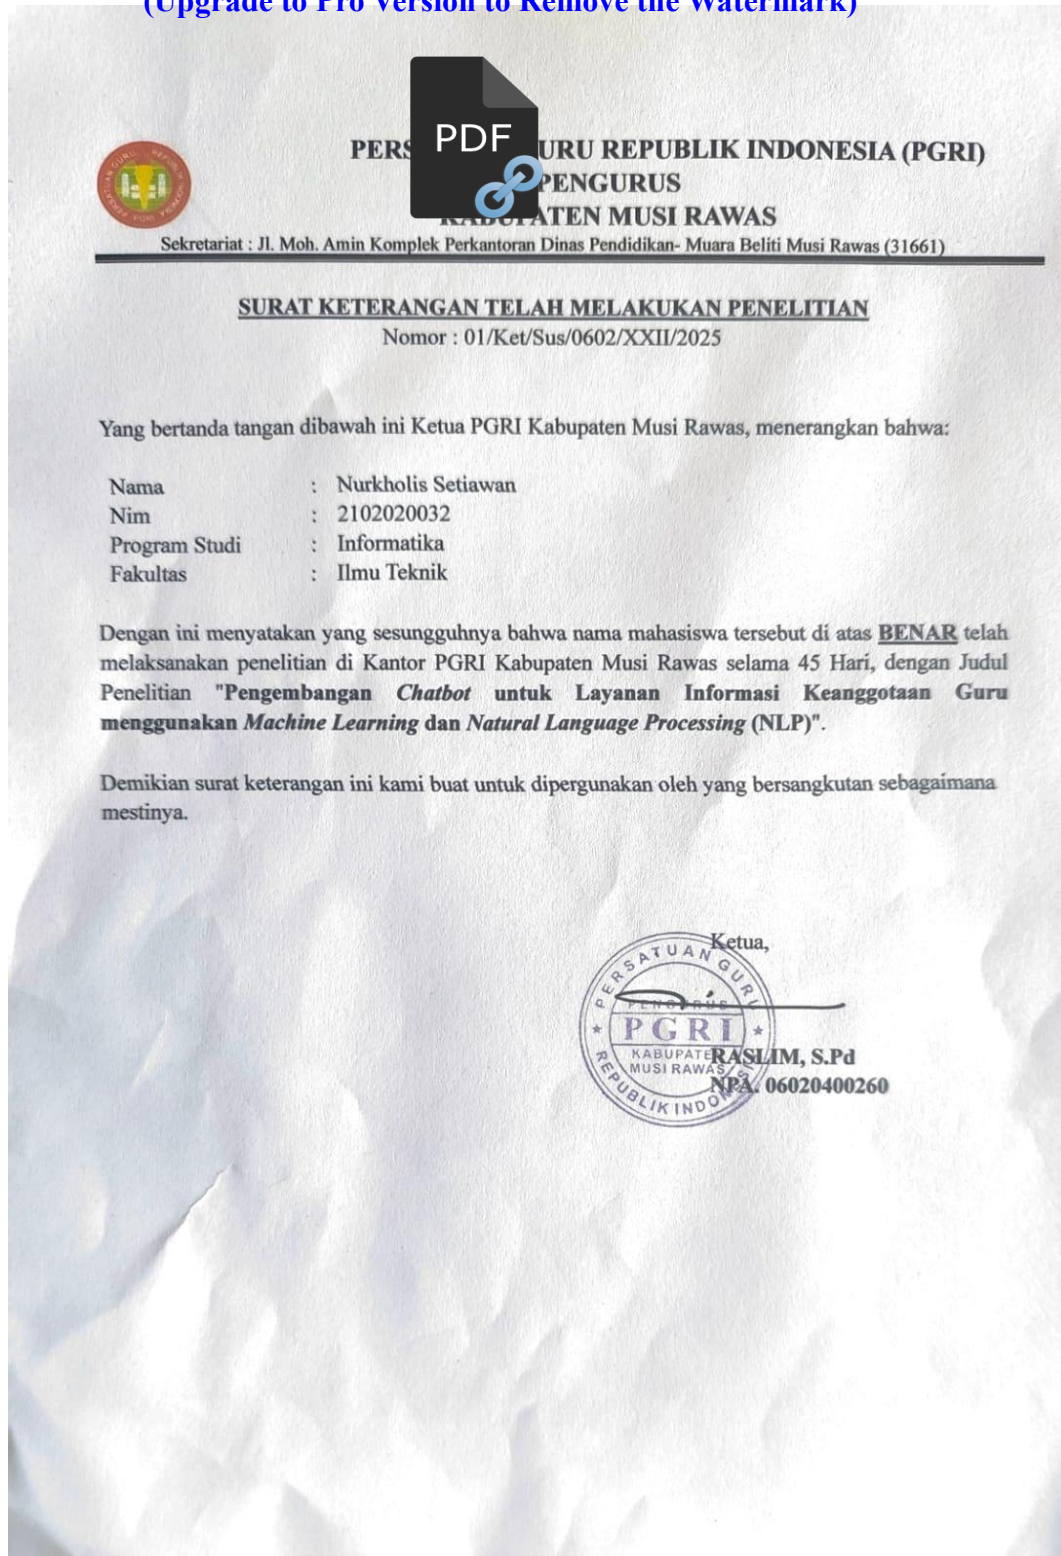 (Upgrade to Pro Version to Remove the Watermark)
PDF
URU REPUBLIK INDONESIA (PGRI)
PENGURUS
KABUPATEN MUSI RAWAS
Sekretariat : Jl. Moh. Amin Komplek Perkantoran Dinas Pendidikan- Muara Beliti Musi Rawas (31661)
SURAT KETERANGAN TELAH MELAKUKAN PENELITIAN
Nomor : 01/Ket/Sus/0602/XXII/2025
Yang bertanda tangan dibawah ini Ketua PGRI Kabupaten Musi Rawas, menerangkan bahwa:
Nama : Nurkholis Setiawan
Nim : 2102020032
Program Studi : Informatika
Fakultas : Ilmu Teknik
Dengan ini menyatakan yang sesungguhnya bahwa nama mahasiswa tersebut di atas BENAR telah
melaksanakan penelitian di Kantor PGRI Kabupaten Musi Rawas selama 45 Hari, dengan Judul
Penelitian "Pengembangan Chatbot untuk Layanan Informasi Keanggotaan Guru
menggunakan Machine Learning dan Natural Language Processing (NLP)".
Demikian surat keterangan ini kami buat untuk dipergunakan oleh yang bersangkutan sebagaimana
mestinya.
Ketua,
PERSATUAN GURU
PENGURUS
PGRI
KABUPATEN
MUSI RAWAS
REPUBLIK INDONESIA
RASLIM, S.Pd
NPA. 06020400260